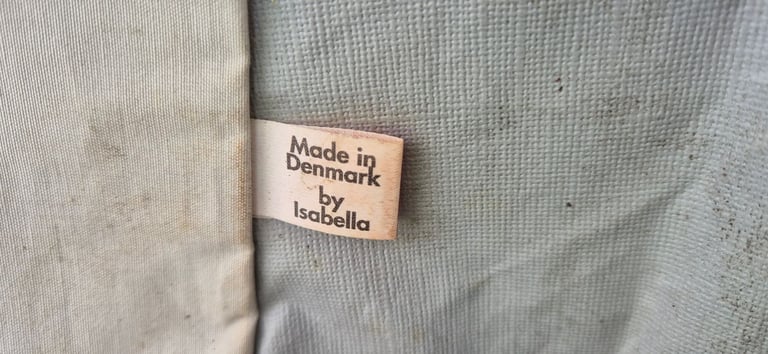 Made in
Denmark
by
Isabella